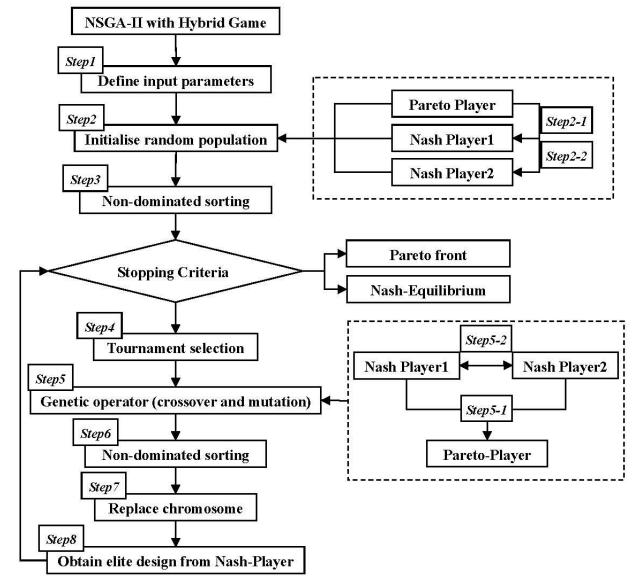 NSGA-II with Hybrid Game
Step1
Define input parameters
Step2
Initialise random population
Pareto Player
Step2-1
Nash Player1
Step2-2
Nash Player2
Step3
Non-dominated sorting
Stopping Criteria
Pareto front
Nash-Equilibrium
Step4
Tournament selection
Step5
Genetic operator (crossover and mutation)
Step5-2
Nash Player1
Nash Player2
Step5-1
Pareto-Player
Step6
Non-dominated sorting
Step7
Replace chromosome
Step8
Obtain elite design from Nash-Player